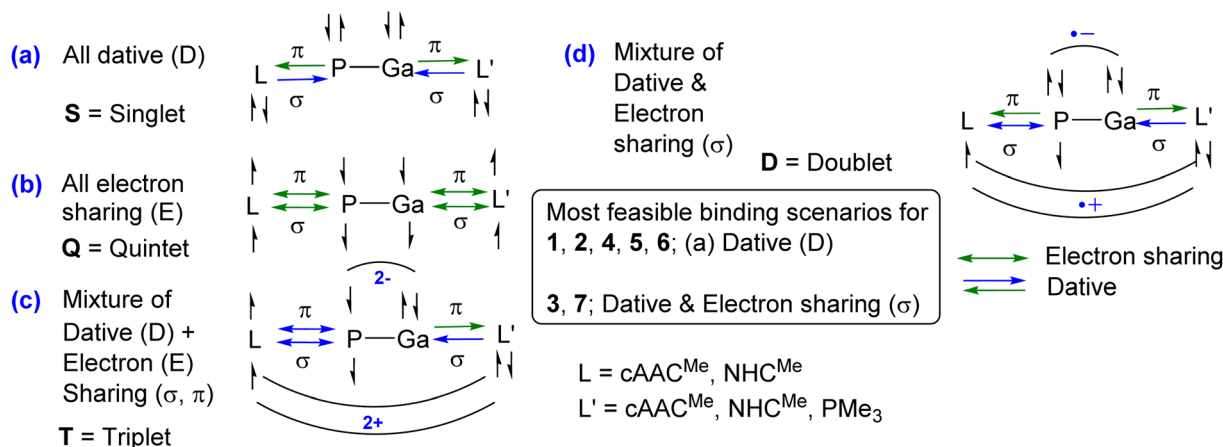 (a) All dative (D)
S = Singlet
π π
L P Ga L'
σ σ
(b) All electron
sharing (E)
Q = Quintet
π π
L P Ga L'
σ σ
(c) Mixture of
Dative (D) +
Electron (E)
Sharing (σ, π)
T = Triplet
2-
π π
L P Ga L'
σ σ
2+
(d) Mixture of
Dative &
Electron
sharing (σ)
D = Doublet
•−
π π
L P Ga L'
σ σ
•+
Most feasible binding scenarios for
1, 2, 4, 5, 6; (a) Dative (D)
3, 7; Dative & Electron sharing (σ)
Electron sharing
Dative
L = cAAC^Me, NHC^Me
L' = cAAC^Me, NHC^Me, PMe₃